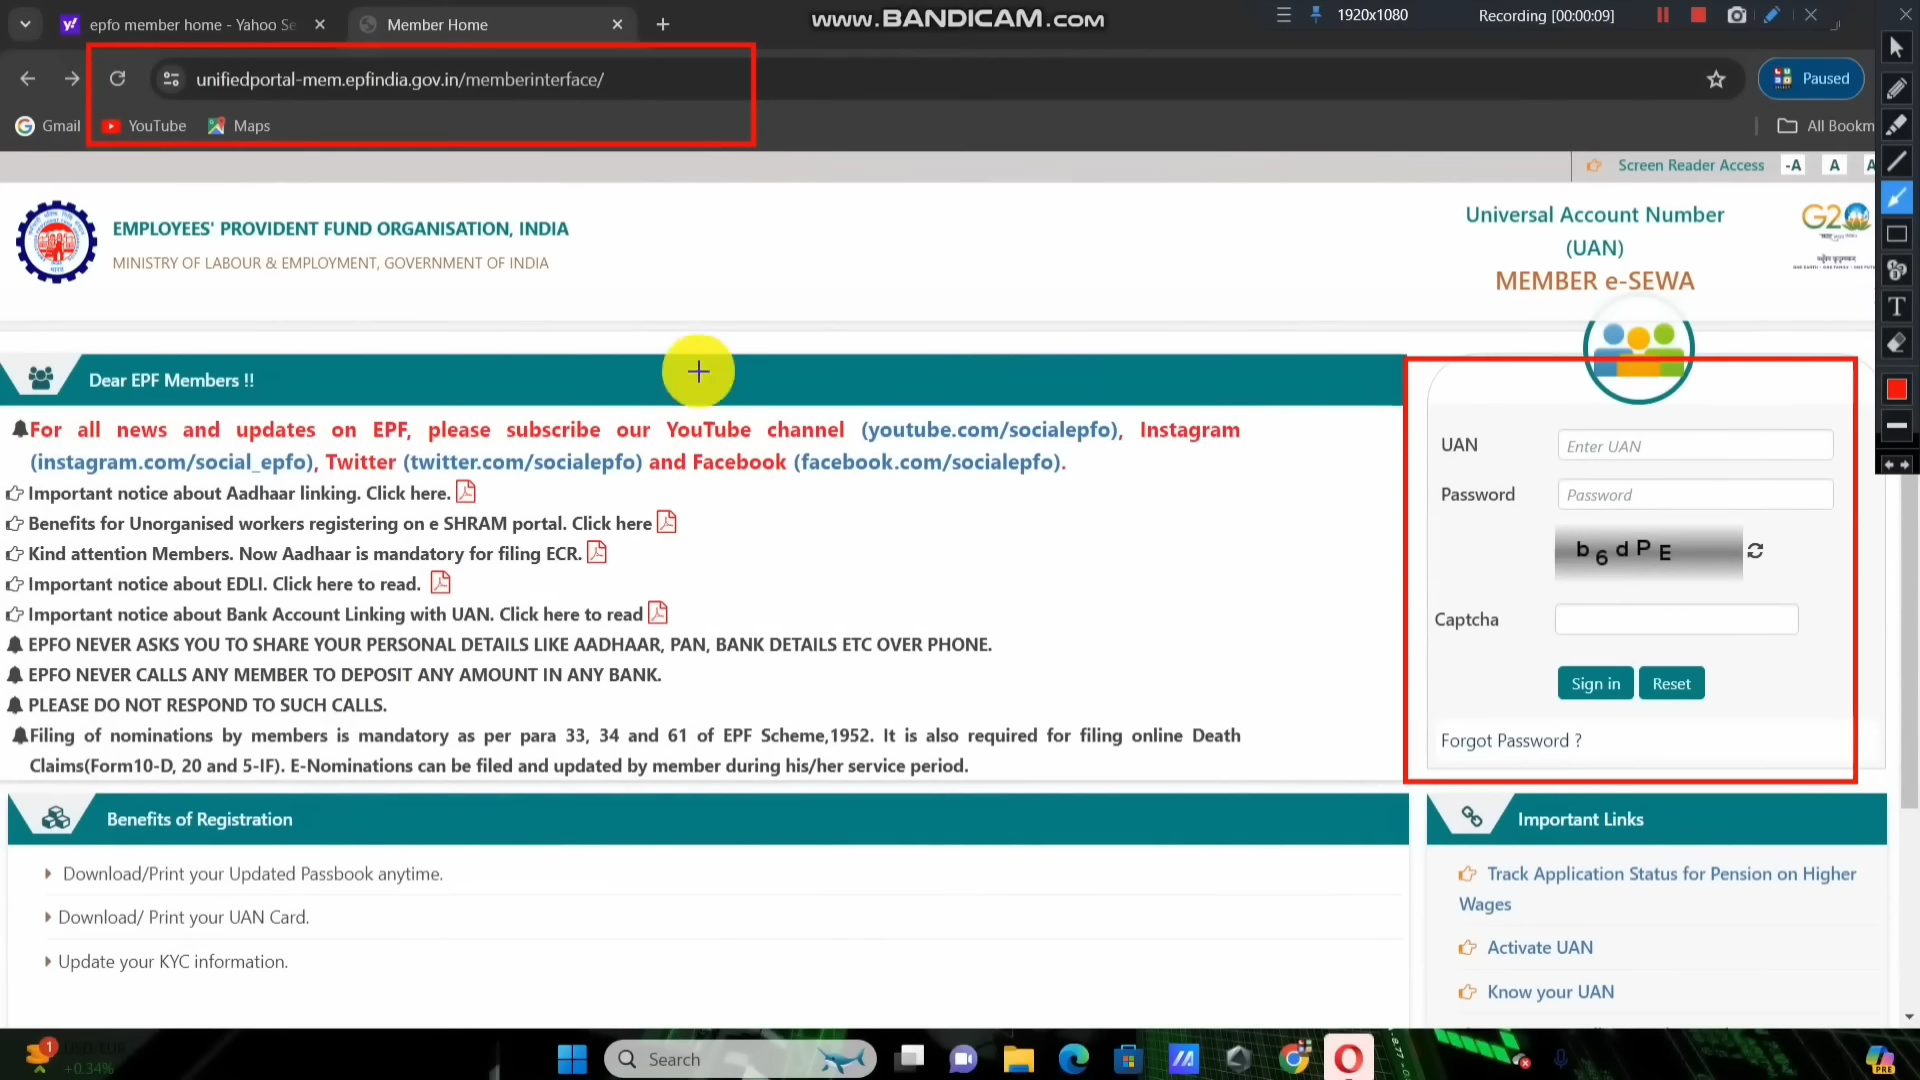 epfo member home - Yahoo Se
Member Home
www.BANDICAM.com
1920x1080
Recording [00:00:09]
unifiedportal-mem.epfindia.gov.in/memberinterface/
Paused
Gmail
YouTube
Maps
All Bookm
Screen Reader Access
-A
A
A
EMPLOYEES' PROVIDENT FUND ORGANISATION, INDIA
MINISTRY OF LABOUR & EMPLOYMENT, GOVERNMENT OF INDIA
Universal Account Number
(UAN)
MEMBER e-SEWA
G20
Dear EPF Members !!
For all news and updates on EPF, please subscribe our YouTube channel (youtube.com/socialepfo), Instagram
(instagram.com/social_epfo), Twitter (twitter.com/socialepfo) and Facebook (facebook.com/socialepfo).
Important notice about Aadhaar linking. Click here.
Benefits for Unorganised workers registering on e SHRAM portal. Click here
Kind attention Members. Now Aadhaar is mandatory for filing ECR.
Important notice about EDLI. Click here to read.
Important notice about Bank Account Linking with UAN. Click here to read
EPFO NEVER ASKS YOU TO SHARE YOUR PERSONAL DETAILS LIKE AADHAAR, PAN, BANK DETAILS ETC OVER PHONE.
EPFO NEVER CALLS ANY MEMBER TO DEPOSIT ANY AMOUNT IN ANY BANK.
PLEASE DO NOT RESPOND TO SUCH CALLS.
Filing of nominations by members is mandatory as per para 33, 34 and 61 of EPF Scheme,1952. It is also required for filing online Death
Claims(Form10-D, 20 and 5-IF). E-Nominations can be filed and updated by member during his/her service period.
UAN
Enter UAN
Password
Password
b6dPE
Captcha
Sign in
Reset
Forgot Password ?
Benefits of Registration
Download/Print your Updated Passbook anytime.
Download/ Print your UAN Card.
Update your KYC information.
Important Links
Track Application Status for Pension on Higher
Wages
Activate UAN
Know your UAN
1
USD-EUR
+0.34%
Search
PRE